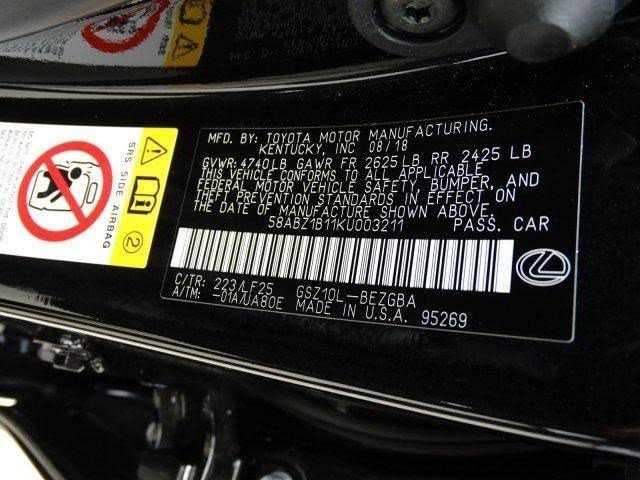 MFD. BY: TOYOTA MOTOR MANUFACTURING.
KENTUCKY, INC 08/18
GVWR: 4740LB GAWR FR 2625 LB RR 2425 LB
THIS VEHICLE CONFORMS TO ALL APPLICABLE
FEDERAL MOTOR VEHICLE SAFETY, BUMPER, AND
THEFT PREVENTION STANDARDS IN EFFECT ON
THE DATE OF MANUFACTURE SHOWN ABOVE.
58ABZ1B11KU003211 PASS. CAR
C/TR: 223/LF25 GSZ10L-BEZGBA
A/TM: -01A/UA80E MADE IN U.S.A. 95269
SRS SIDE AIRBAG
2